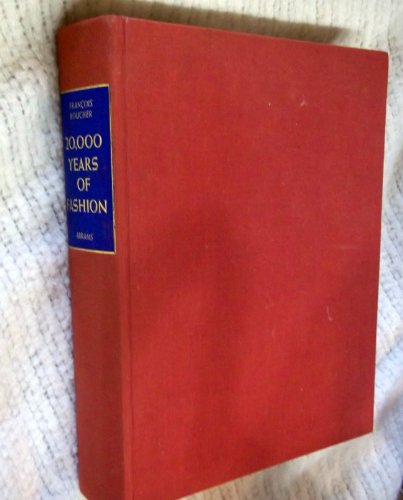 FRANÇOIS
BOUCHER
20,000
YEARS
OF
FASHION
ABRAMS